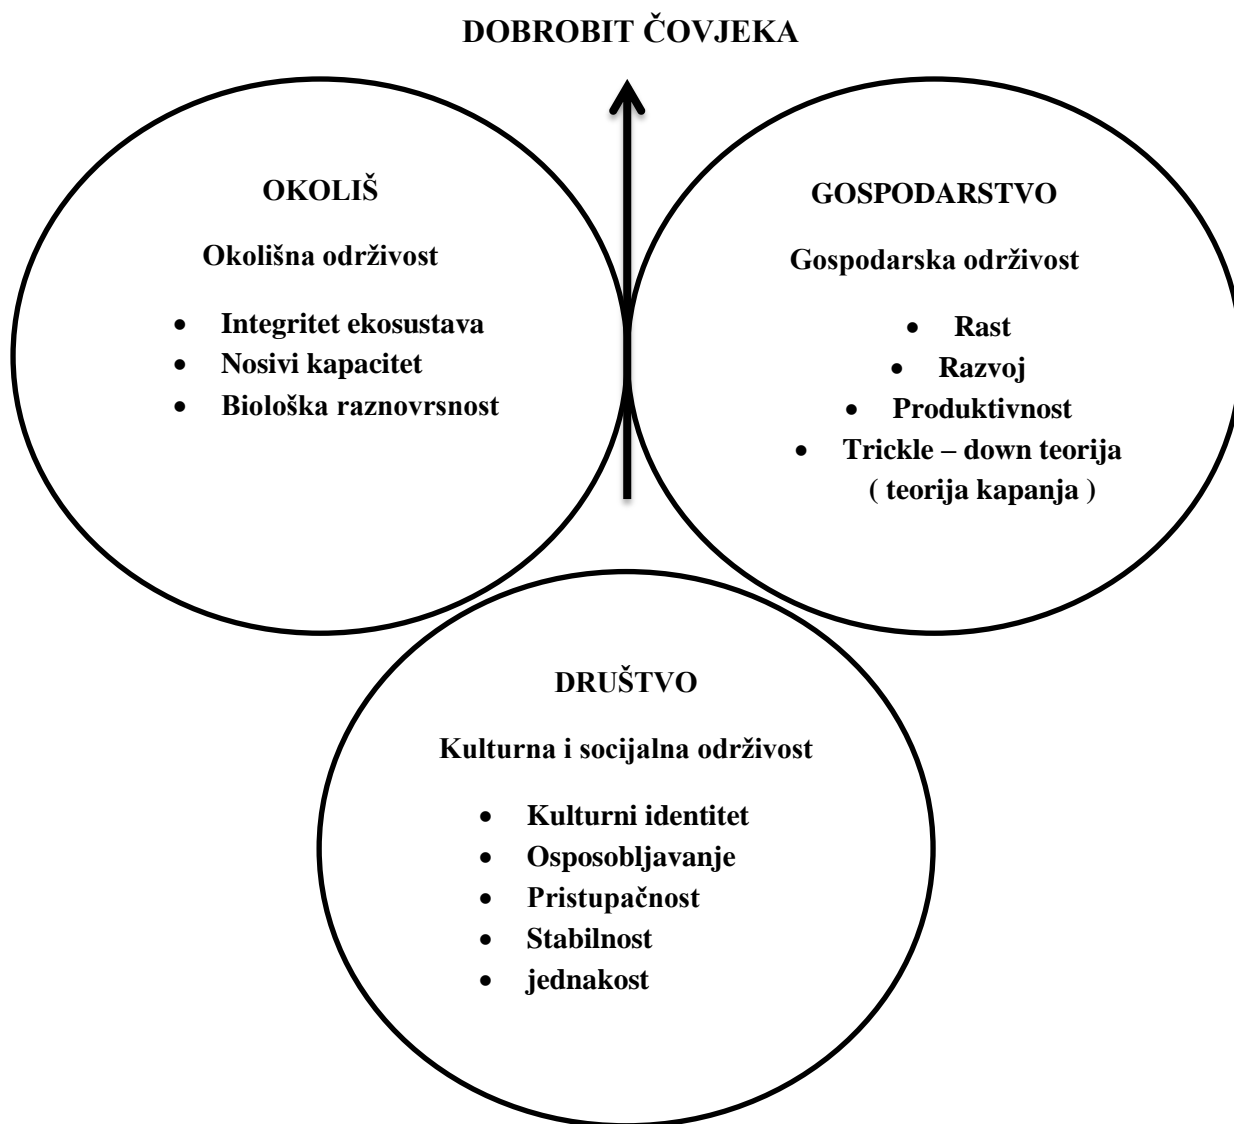 DOBROBIT ČOVJEKA
OKOLIŠ
Okolišna održivost
• Integritet ekosustava
• Nosivi kapacitet
• Biološka raznovrsnost
GOSPODARSTVO
Gospodarska održivost
• Rast
• Razvoj
• Produktivnost
• Trickle – down teorija
( teorija kapanja )
DRUŠTVO
Kulturna i socijalna održivost
• Kulturni identitet
• Osposobljavanje
• Pristupačnost
• Stabilnost
• jednakost